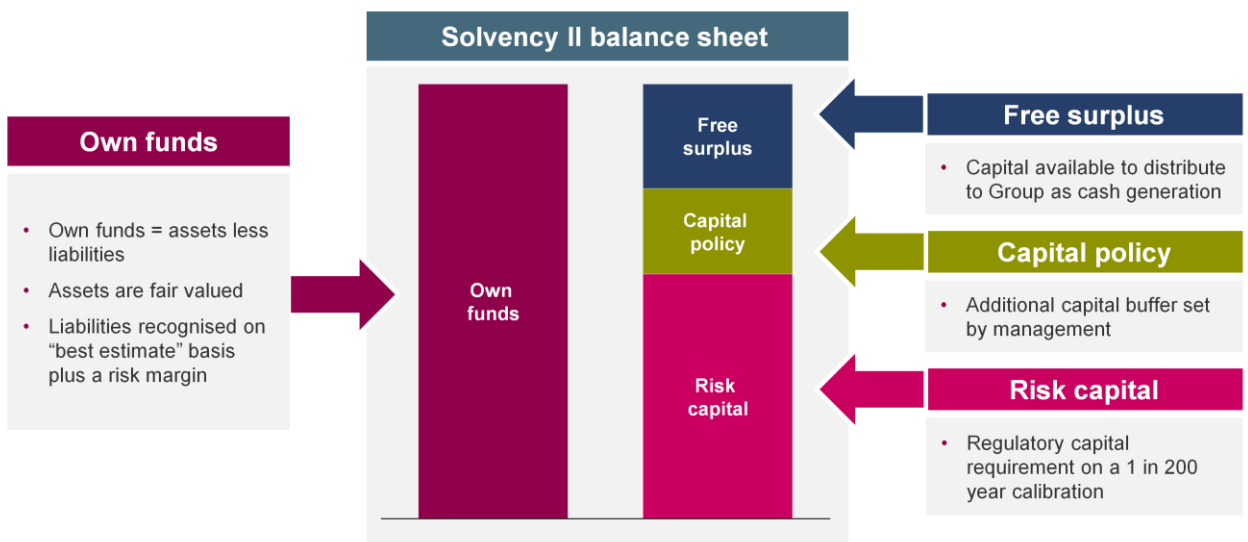 Solvency II balance sheet
Own funds
• Own funds = assets less
liabilities
• Assets are fair valued
• Liabilities recognised on
“best estimate” basis
plus a risk margin
Own
funds
Free
surplus
Capital
policy
Risk
capital
Free surplus
• Capital available to distribute
to Group as cash generation
Capital policy
• Additional capital buffer set
by management
Risk capital
• Regulatory capital
requirement on a 1 in 200
year calibration